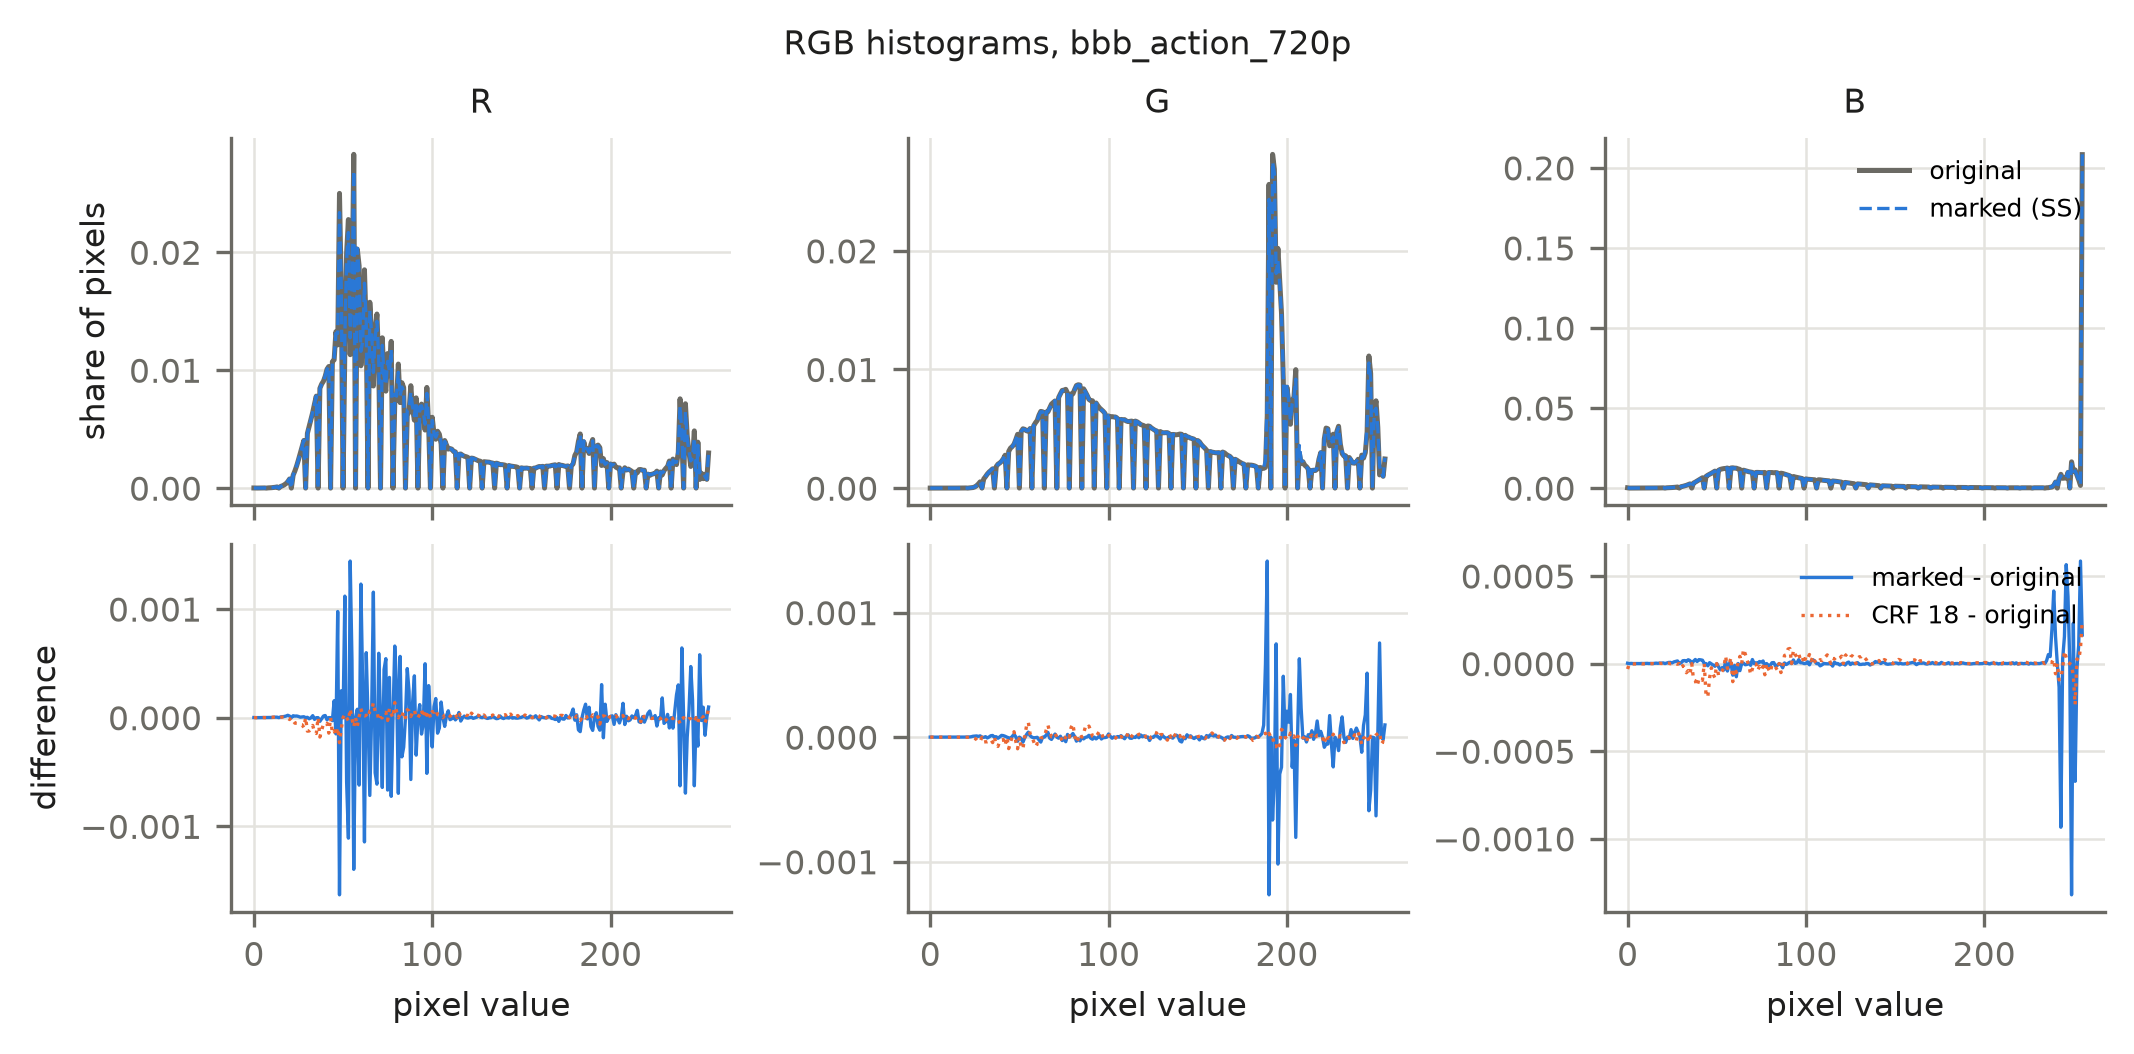 RGB histograms, bbb_action_720p
R
G
B
share of pixels
0.02
0.01
0.00
0.02
0.01
0.00
0.20
0.15
0.10
0.05
0.00
original
marked (SS)
difference
0.001
0.000
−0.001
0.001
0.000
−0.001
0.0005
0.0000
−0.0005
−0.0010
marked - original
CRF 18 - original
0 100 200
0 100 200
0 100 200
pixel value
pixel value
pixel value